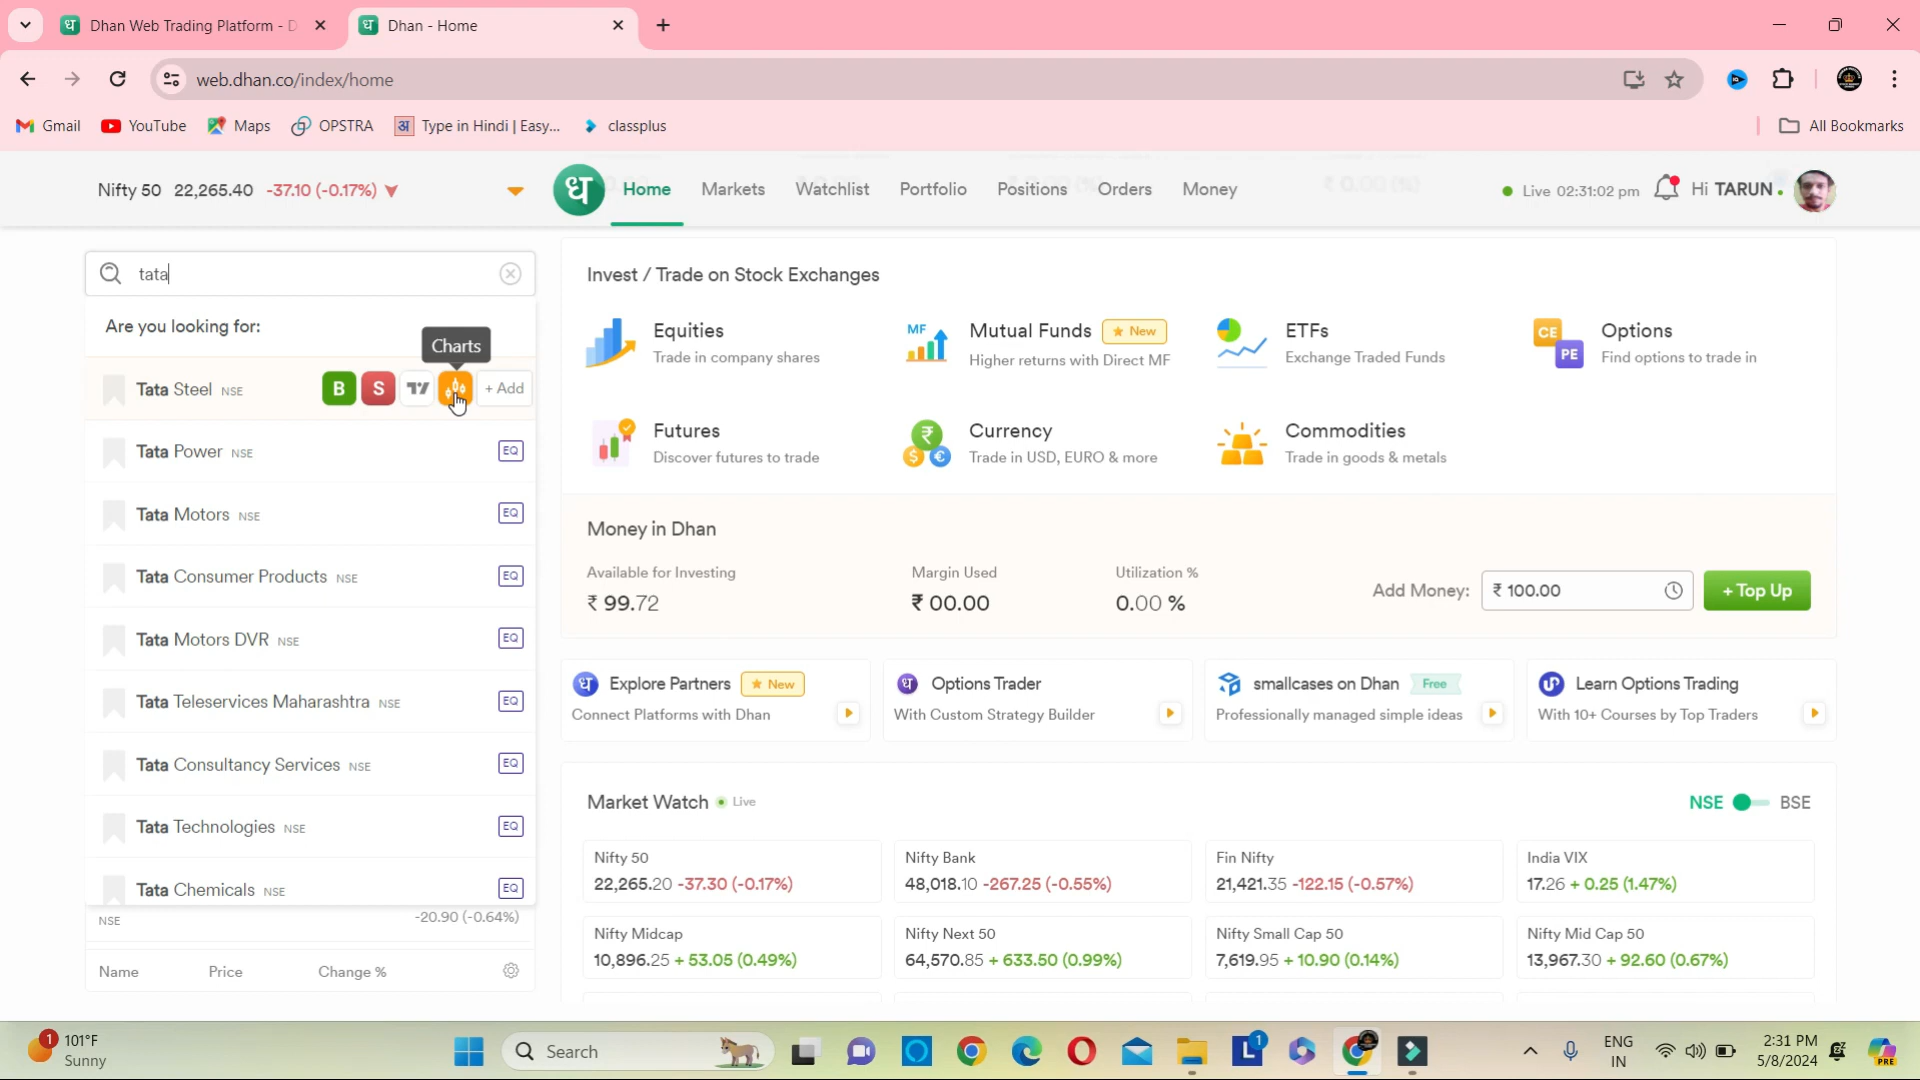 Dhan Web Trading Platform - D
Dhan - Home
web.dhan.co/index/home
Gmail YouTube Maps OPSTRA Type in Hindi | Easy... classplus All Bookmarks
Nifty 50 22,265.40 -37.10 (-0.17%)
ध Home Markets Watchlist Portfolio Positions Orders Money
Live 02:31:02 pm Hi TARUN
tata
Are you looking for:
Charts
Tata Steel NSE B S TV + Add
Tata Power NSE EQ
Tata Motors NSE EQ
Tata Consumer Products NSE EQ
Tata Motors DVR NSE EQ
Tata Teleservices Maharashtra NSE EQ
Tata Consultancy Services NSE EQ
Tata Technologies NSE EQ
Tata Chemicals NSE EQ
NSE -20.90 (-0.64%)
Name Price Change %
Invest / Trade on Stock Exchanges
Equities
Trade in company shares
MF Mutual Funds New
Higher returns with Direct MF
ETFs
Exchange Traded Funds
CE PE Options
Find options to trade in
Futures
Discover futures to trade
Currency
Trade in USD, EURO & more
Commodities
Trade in goods & metals
Money in Dhan
Available for Investing Margin Used Utilization %
₹ 99.72 ₹ 00.00 0.00 %
Add Money: ₹ 100.00 + Top Up
ध Explore Partners New
Connect Platforms with Dhan
ध Options Trader
With Custom Strategy Builder
smallcases on Dhan Free
Professionally managed simple ideas
Learn Options Trading
With 10+ Courses by Top Traders
Market Watch Live NSE BSE
Nifty 50
22,265.20 -37.30 (-0.17%)
Nifty Bank
48,018.10 -267.25 (-0.55%)
Fin Nifty
21,421.35 -122.15 (-0.57%)
India VIX
17.26 + 0.25 (1.47%)
Nifty Midcap
10,896.25 + 53.05 (0.49%)
Nifty Next 50
64,570.85 + 633.50 (0.99%)
Nifty Small Cap 50
7,619.95 + 10.90 (0.14%)
Nifty Mid Cap 50
13,967.30 + 92.60 (0.67%)
1 101°F
Sunny
Search
L 1
ENG
IN
2:31 PM
5/8/2024
PRE